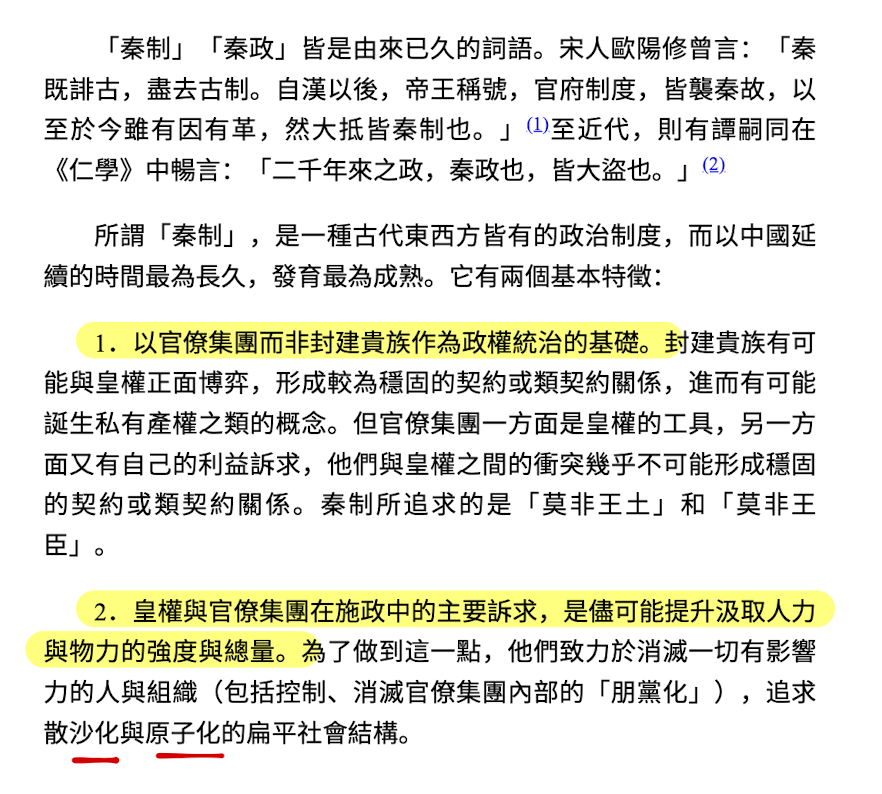 「秦制」「秦政」皆是由來已久的詞語。宋人歐陽修曾言：「秦
既誹古，盡去古制。自漢以後，帝王稱號，官府制度，皆襲秦故，以
至於今雖有因有革，然大抵皆秦制也。」(1)至近代，則有譚嗣同在
《仁學》中暢言：「二千年來之政，秦政也，皆大盜也。」(2)
所謂「秦制」，是一種古代東西方皆有的政治制度，而以中國延
續的時間最為長久，發育最為成熟。它有兩個基本特徵：
1．以官僚集團而非封建貴族作為政權統治的基礎。封建貴族有可
能與皇權正面博弈，形成較為穩固的契約或類契約關係，進而有可能
誕生私有產權之類的概念。但官僚集團一方面是皇權的工具，另一方
面又有自己的利益訴求，他們與皇權之間的衝突幾乎不可能形成穩固
的契約或類契約關係。秦制所追求的是「莫非王土」和「莫非王
臣」。
2．皇權與官僚集團在施政中的主要訴求，是儘可能提升汲取人力
與物力的強度與總量。為了做到這一點，他們致力於消滅一切有影響
力的人與組織（包括控制、消滅官僚集團內部的「朋黨化」），追求
散沙化與原子化的扁平社會結構。